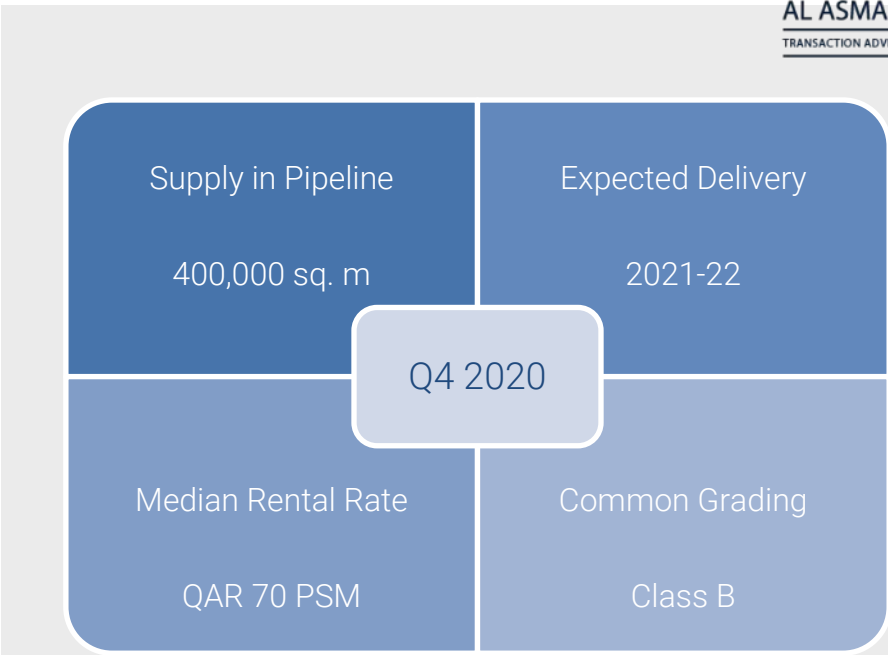 AL ASMA
TRANSACTION ADV
Supply in Pipeline
400,000 sq. m
Expected Delivery
2021-22
Q4 2020
Median Rental Rate
QAR 70 PSM
Common Grading
Class B